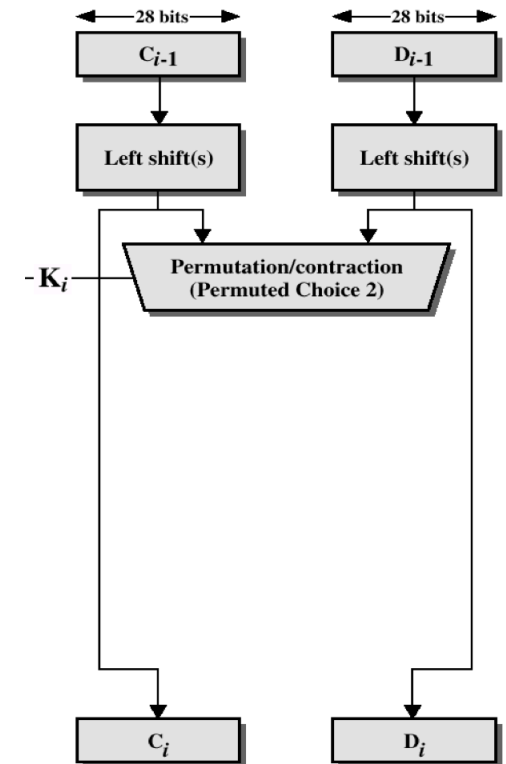 28 bits 28 bits
Ci-1 Di-1
Left shift(s) Left shift(s)
Ki
Permutation/contraction
(Permuted Choice 2)
Ci Di